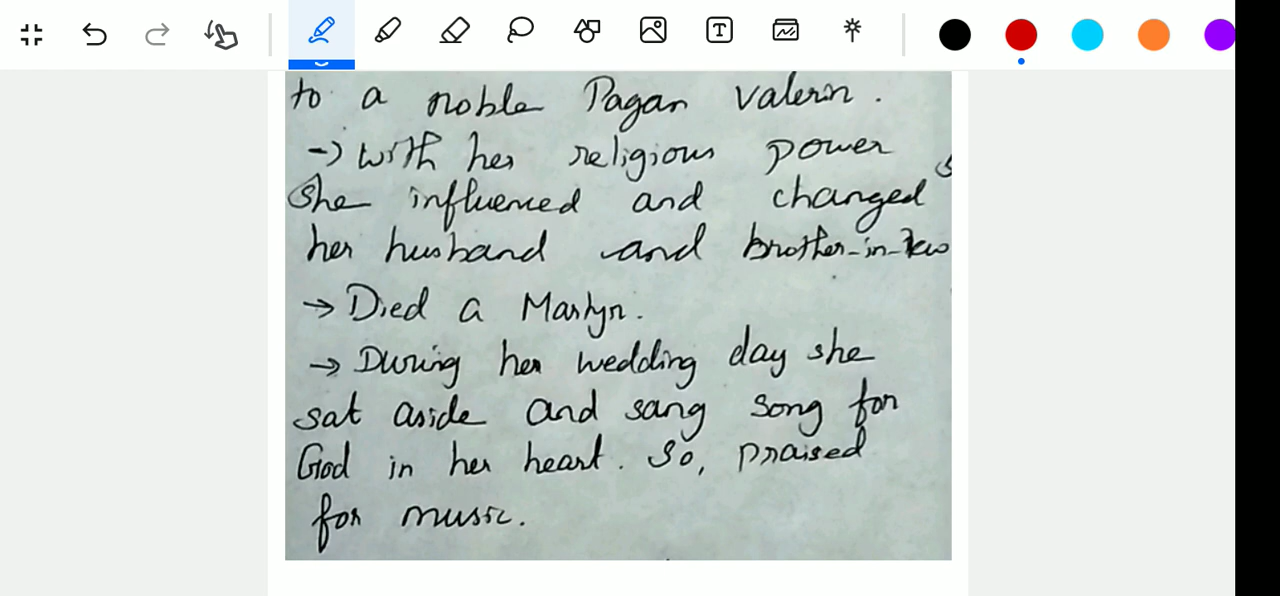 to a noble Pagan Valerin.
-> with her religious power
she influenced and changed
her husband and brother-in-law
→ Died a Martyr.
→ During her wedding day she
sat aside and sang song for
God in her heart. So, praised
for music.
T